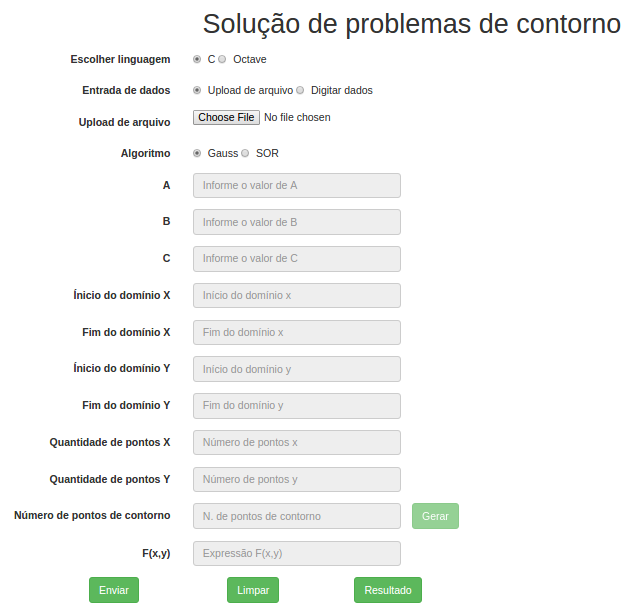 Solução de problemas de contorno
Escolher linguagem C Octave
Entrada de dados Upload de arquivo Digitar dados
Upload de arquivo Choose File No file chosen
Algoritmo Gauss SOR
A Informe o valor de A
B Informe o valor de B
C Informe o valor de C
Ínicio do domínio X Início do domínio x
Fim do domínio X Fim do domínio x
Ínicio do domínio Y Início do domínio y
Fim do domínio Y Fim do domínio y
Quantidade de pontos X Número de pontos x
Quantidade de pontos Y Número de pontos y
Número de pontos de contorno N. de pontos de contorno Gerar
F(x,y) Expressão F(x,y)
Enviar Limpar Resultado